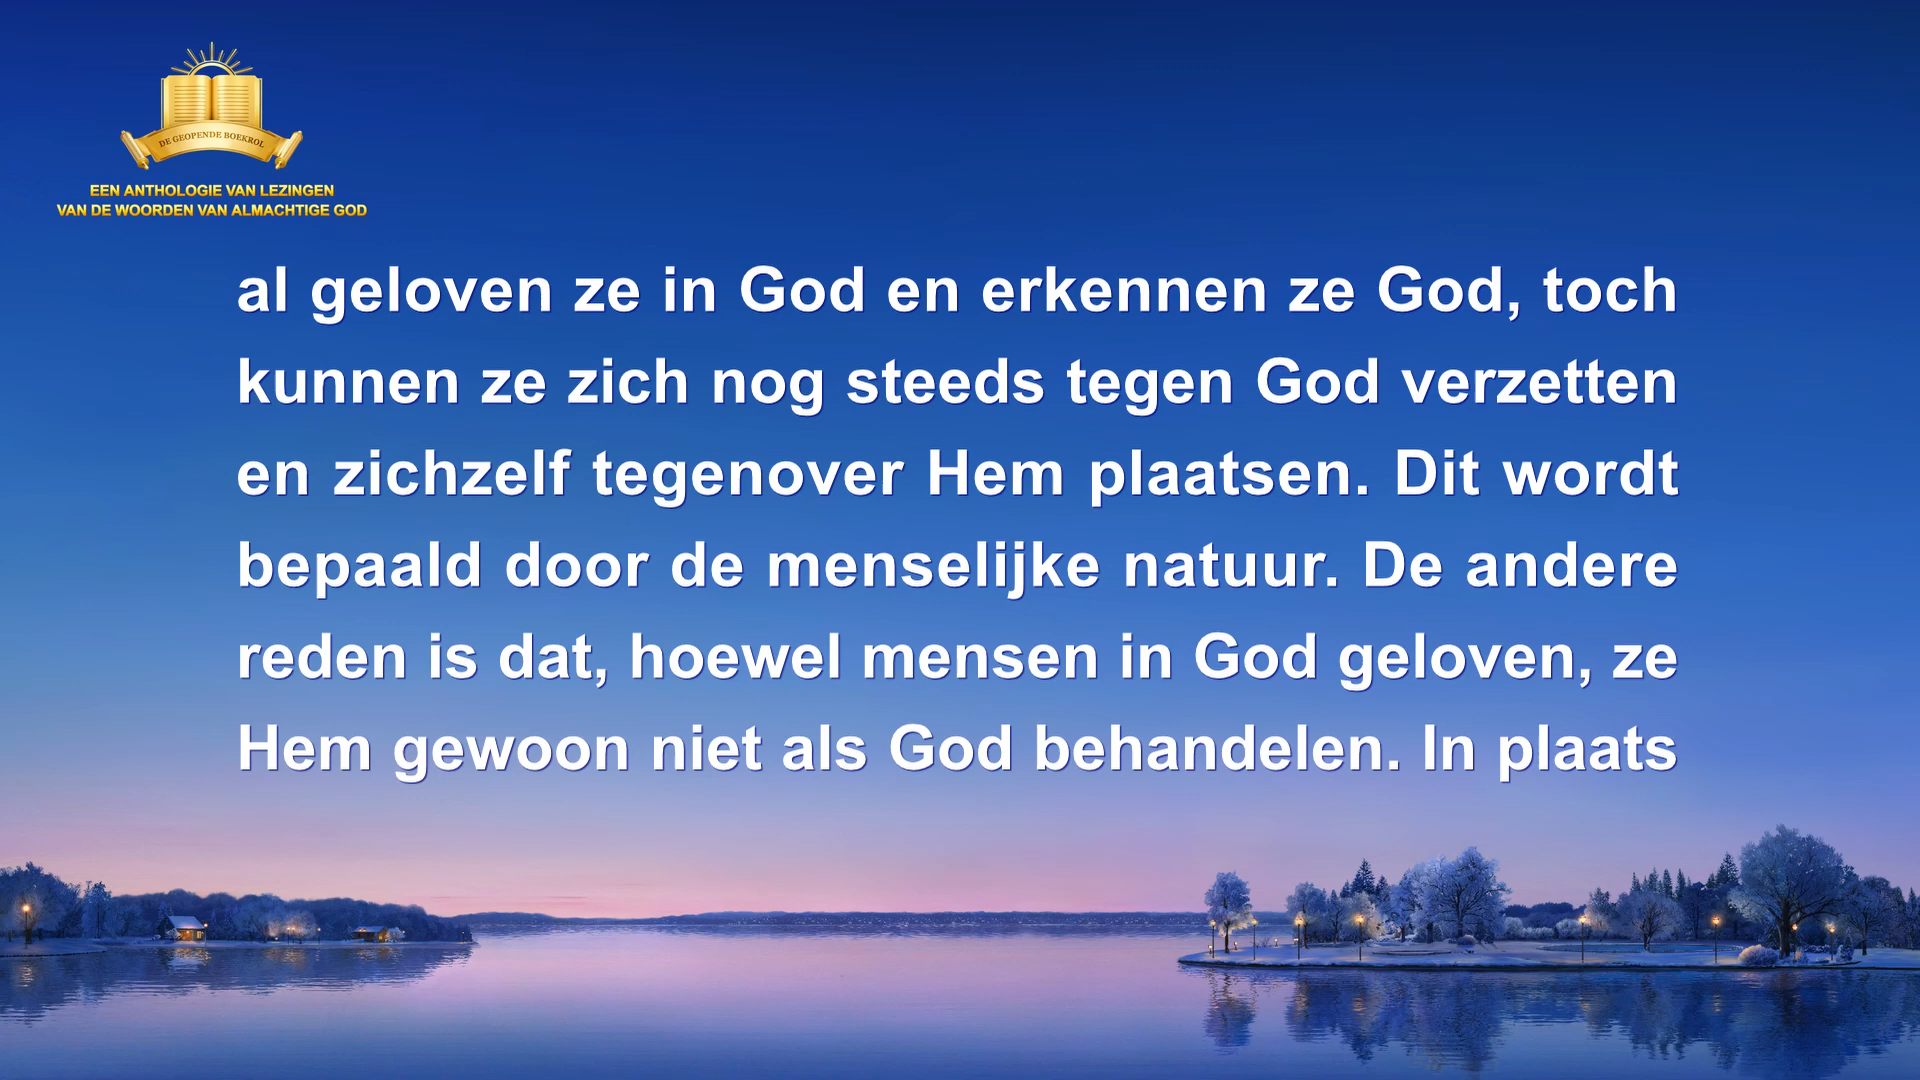 DE GEOPENDE BOEKROL
EEN ANTHOLOGIE VAN LEZINGEN
VAN DE WOORDEN VAN ALMACHTIGE GOD
al geloven ze in God en erkennen ze God, toch
kunnen ze zich nog steeds tegen God verzetten
en zichzelf tegenover Hem plaatsen. Dit wordt
bepaald door de menselijke natuur. De andere
reden is dat, hoewel mensen in God geloven, ze
Hem gewoon niet als God behandelen. In plaats